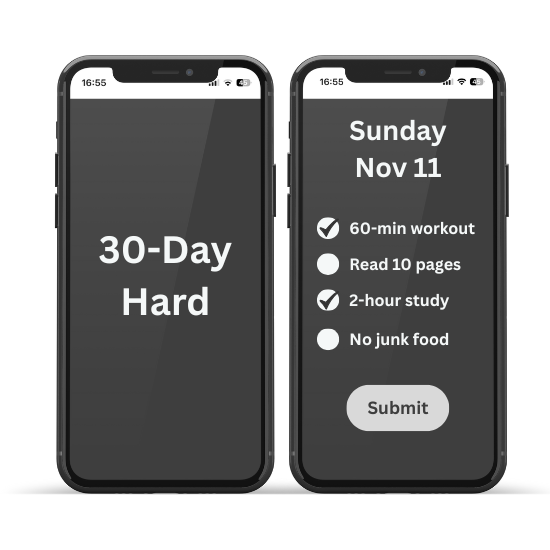 16:55
30-Day
Hard
16:55
Sunday
Nov 11
60-min workout
Read 10 pages
2-hour study
No junk food
Submit